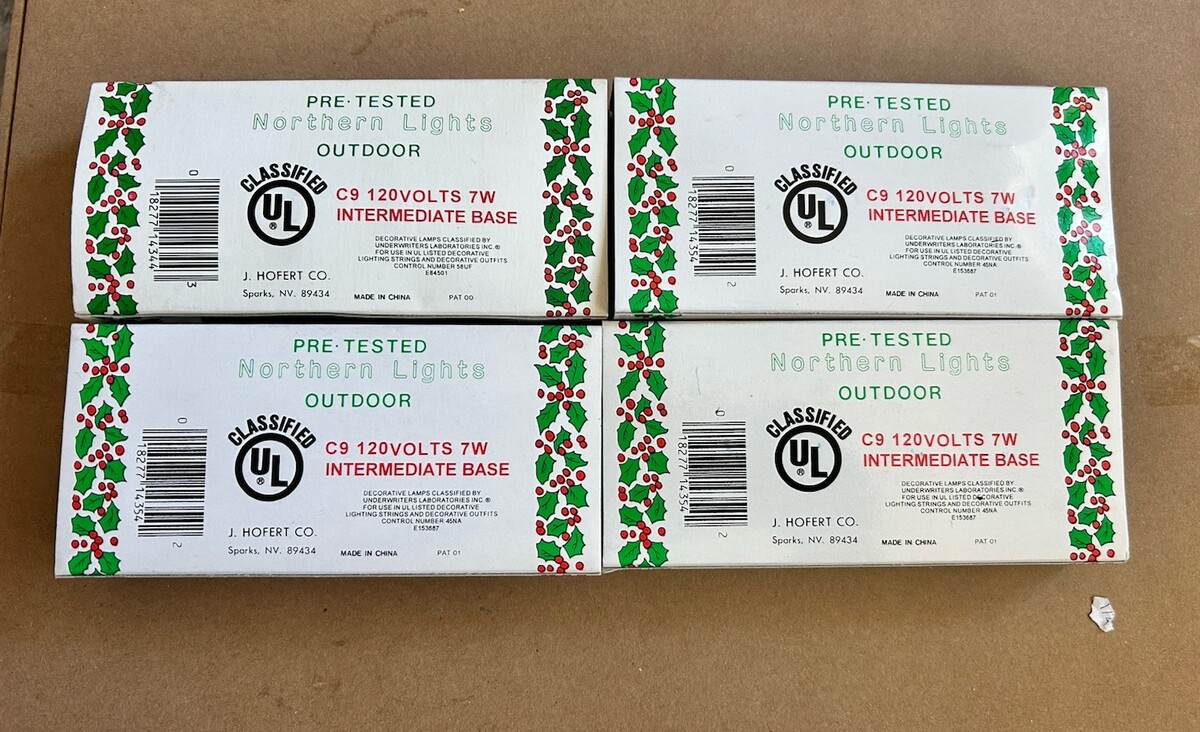 PRE-TESTED
Northern Lights
OUTDOOR
CLASSIFIED
UL
®
C9 120VOLTS 7W
INTERMEDIATE BASE
DECORATIVE LAMPS CLASSIFIED BY
UNDERWRITERS LABORATORIES INC.®
FOR USE IN UL LISTED DECORATIVE
LIGHTING STRINGS AND DECORATIVE OUTFITS
CONTROL NUMBER 58UF
E84501
0 18277 14344 3
J. HOFERT CO.
Sparks, NV. 89434
MADE IN CHINA
PAT 00
PRE-TESTED
Northern Lights
OUTDOOR
CLASSIFIED
UL
®
C9 120VOLTS 7W
INTERMEDIATE BASE
DECORATIVE LAMPS CLASSIFIED BY
UNDERWRITERS LABORATORIES INC.®
FOR USE IN UL LISTED DECORATIVE
LIGHTING STRINGS AND DECORATIVE OUTFITS
CONTROL NUMBER 45NA
E153687
0 18277 14354 2
J. HOFERT CO.
Sparks, NV. 89434
MADE IN CHINA
PAT 01
PRE-TESTED
Northern Lights
OUTDOOR
CLASSIFIED
UL
®
C9 120VOLTS 7W
INTERMEDIATE BASE
DECORATIVE LAMPS CLASSIFIED BY
UNDERWRITERS LABORATORIES INC.®
FOR USE IN UL LISTED DECORATIVE
LIGHTING STRINGS AND DECORATIVE OUTFITS
CONTROL NUMBER 45NA
E153687
0 18277 14354 2
J. HOFERT CO.
Sparks, NV. 89434
MADE IN CHINA
PAT 01
PRE-TESTED
Northern Lights
OUTDOOR
CLASSIFIED
UL
®
C9 120VOLTS 7W
INTERMEDIATE BASE
DECORATIVE LAMPS CLASSIFIED BY
UNDERWRITERS LABORATORIES INC.®
FOR USE IN UL LISTED DECORATIVE
LIGHTING STRINGS AND DECORATIVE OUTFITS
CONTROL NUMBER 45NA
E153687
0 18277 14354 2
J. HOFERT CO.
Sparks, NV. 89434
MADE IN CHINA
PAT 01